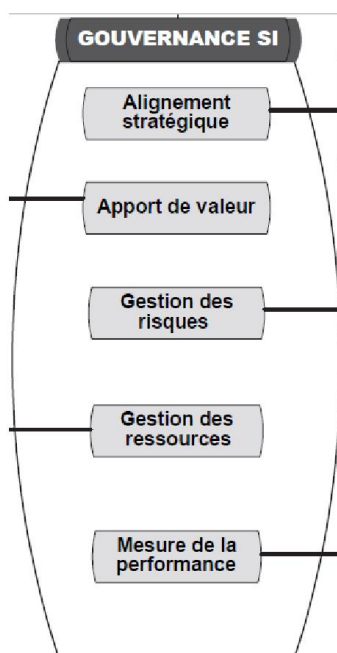 GOUVERNANCE SI
Alignement
stratégique
Apport de valeur
Gestion des
risques
Gestion des
ressources
Mesure de la
performance